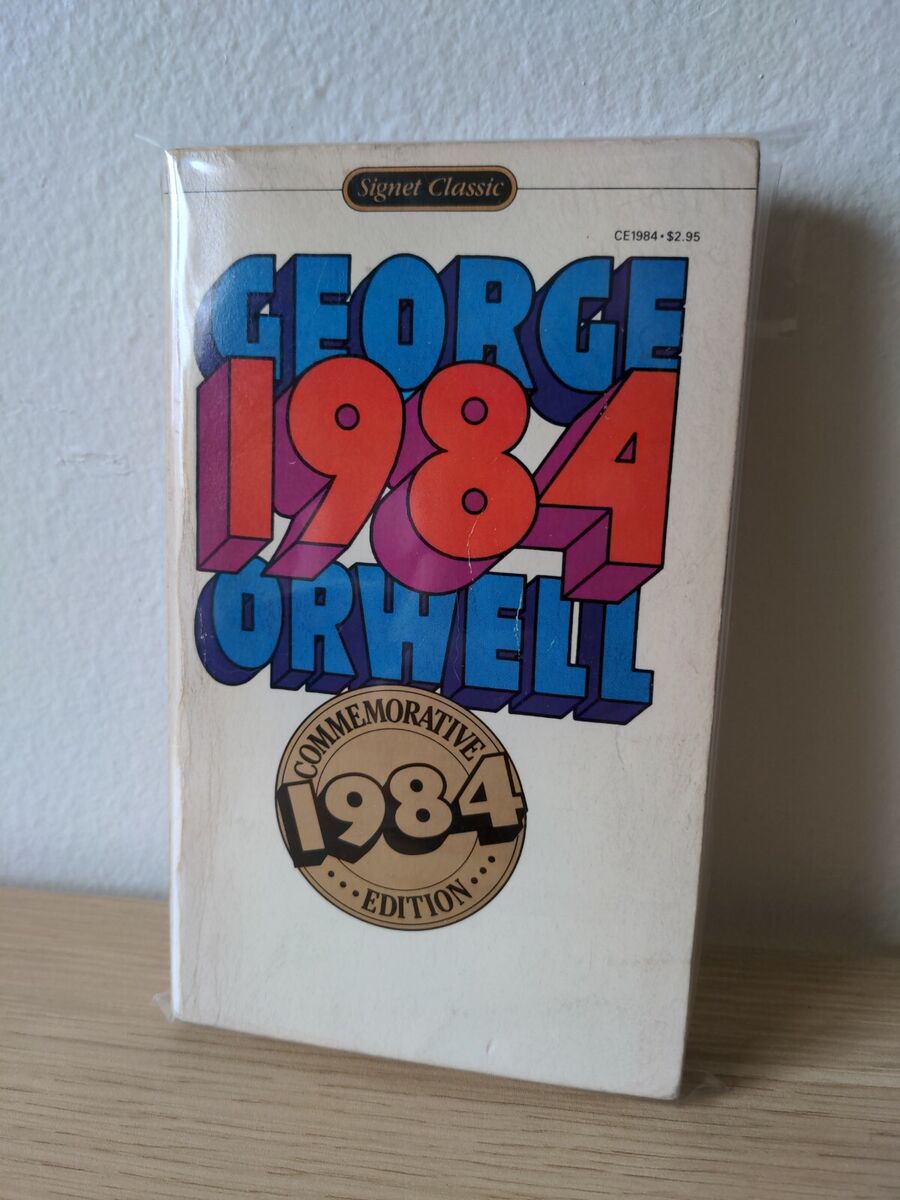 Signet Classic
CE1984•$2.95
GEORGE
1984
ORWELL
COMMEMORATIVE
1984
•••EDITION•••